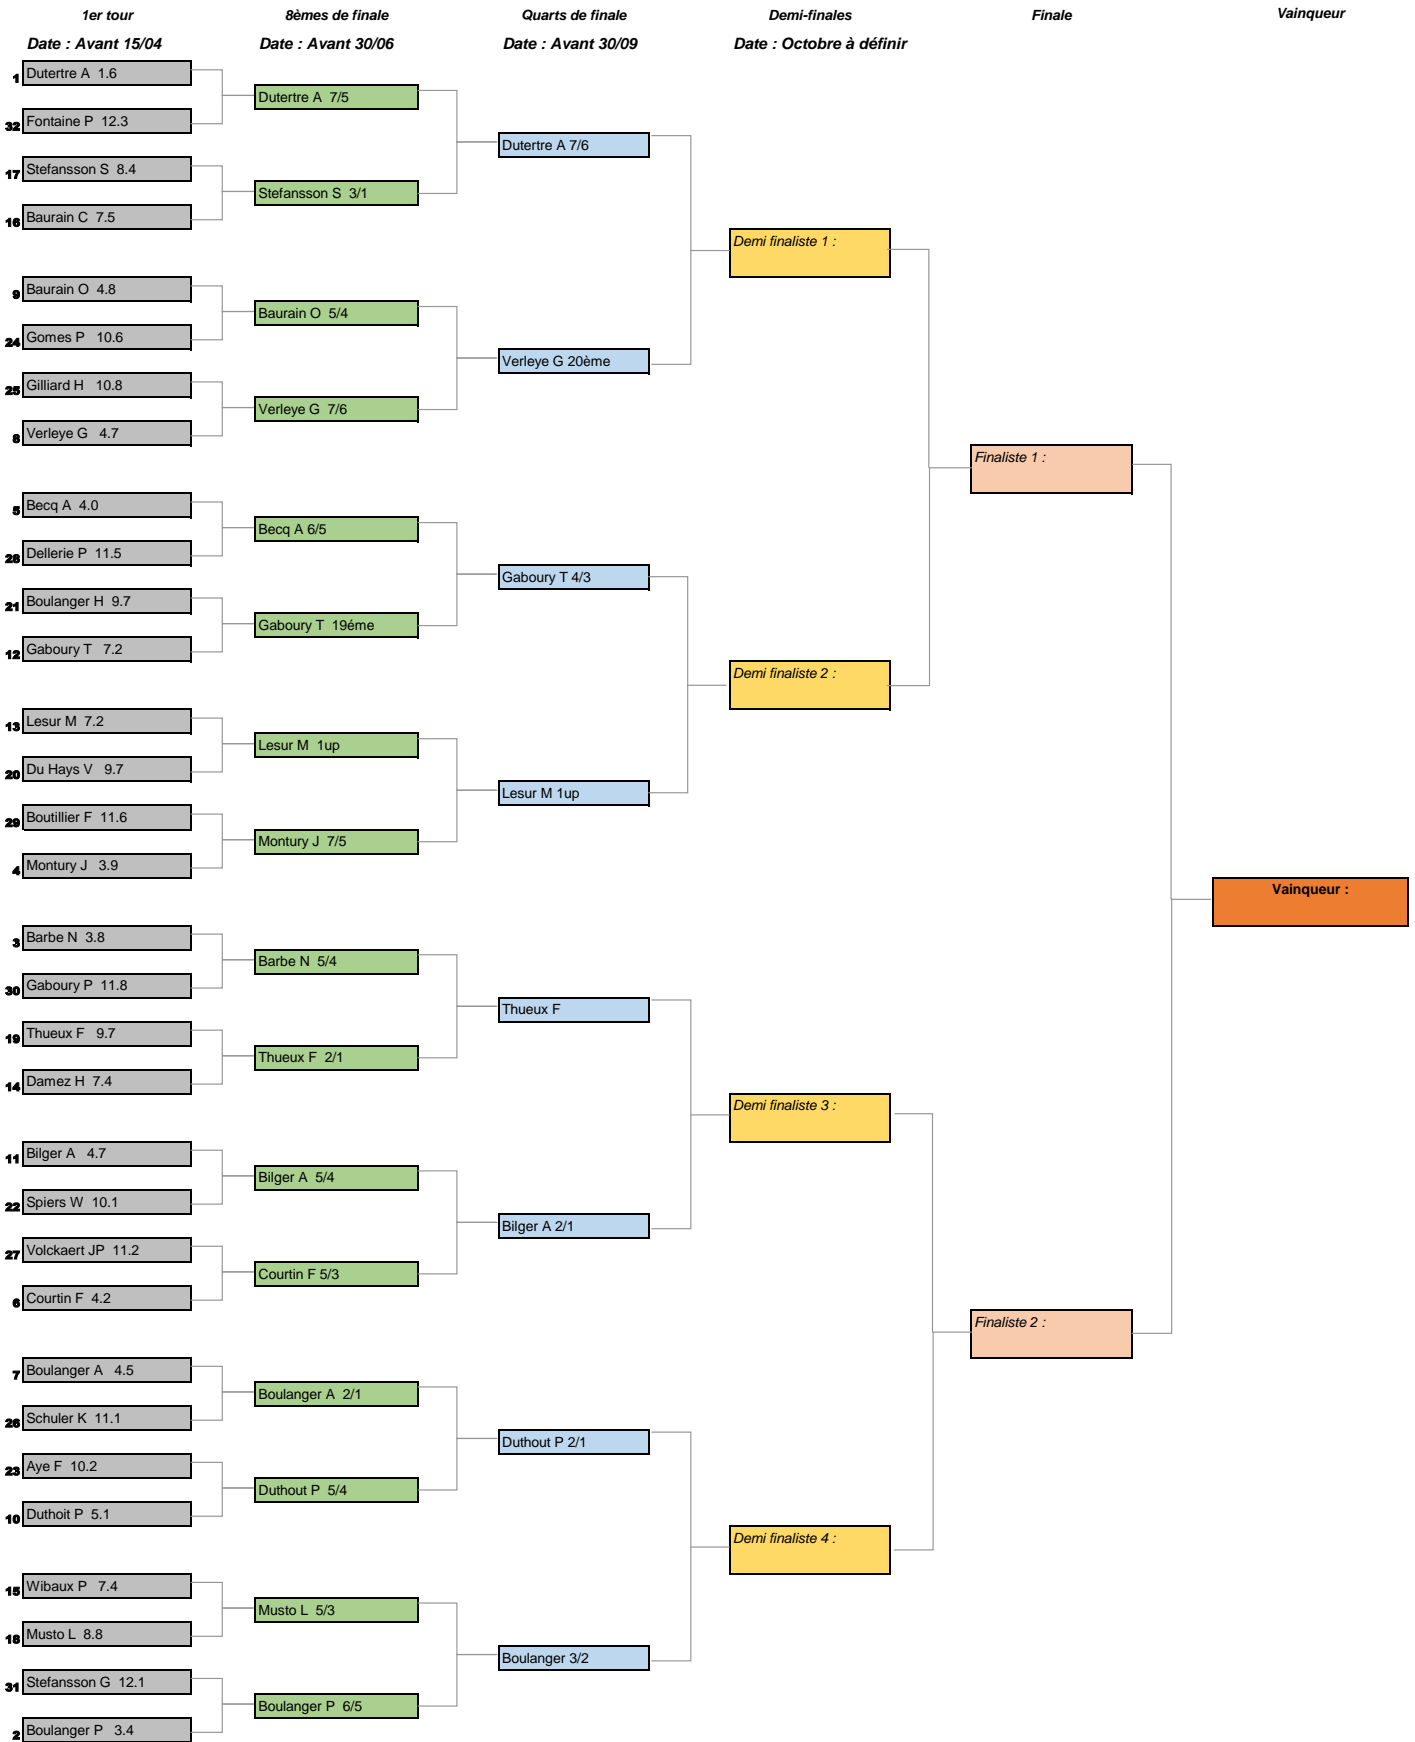 1er tour
8èmes de finale
Quarts de finale
Demi-finales
Finale
Vainqueur
Date : Avant 15/04
Date : Avant 30/06
Date : Avant 30/09
Date : Octobre à définir
1 Dutertre A 1.6
32 Fontaine P 12.3
17 Stefansson S 8.4
16 Baurain C 7.5
9 Baurain O 4.8
24 Gomes P 10.6
25 Gilliard H 10.8
8 Verleye G 4.7
5 Becq A 4.0
28 Dellerie P 11.5
21 Boulanger H 9.7
12 Gaboury T 7.2
13 Lesur M 7.2
20 Du Hays V 9.7
29 Boutillier F 11.6
4 Montury J 3.9
3 Barbe N 3.8
30 Gaboury P 11.8
19 Thueux F 9.7
14 Damez H 7.4
11 Bilger A 4.7
22 Spiers W 10.1
27 Volckaert JP 11.2
6 Courtin F 4.2
7 Boulanger A 4.5
26 Schuler K 11.1
23 Aye F 10.2
10 Duthoit P 5.1
15 Wibaux P 7.4
18 Musto L 8.8
31 Stefansson G 12.1
2 Boulanger P 3.4
Dutertre A 7/5
Stefansson S 3/1
Baurain O 5/4
Verleye G 7/6
Becq A 6/5
Gaboury T 19éme
Lesur M 1up
Montury J 7/5
Barbe N 5/4
Thueux F 2/1
Bilger A 5/4
Courtin F 5/3
Boulanger A 2/1
Duthout P 5/4
Musto L 5/3
Boulanger P 6/5
Dutertre A 7/6
Verleye G 20ème
Gaboury T 4/3
Lesur M 1up
Thueux F
Bilger A 2/1
Duthout P 2/1
Boulanger 3/2
Demi finaliste 1 :
Demi finaliste 2 :
Demi finaliste 3 :
Demi finaliste 4 :
Finaliste 1 :
Finaliste 2 :
Vainqueur :